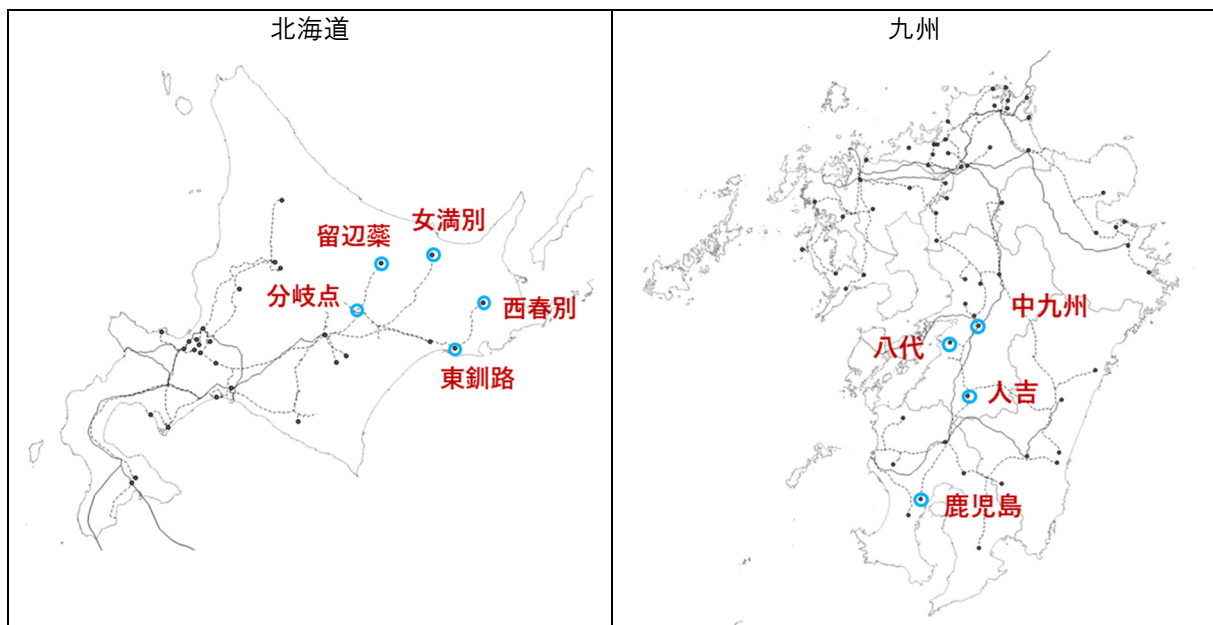 北海道
九州
女満別
留辺蘂
分岐点
西春別
東釧路
中九州
八代
人吉
鹿児島